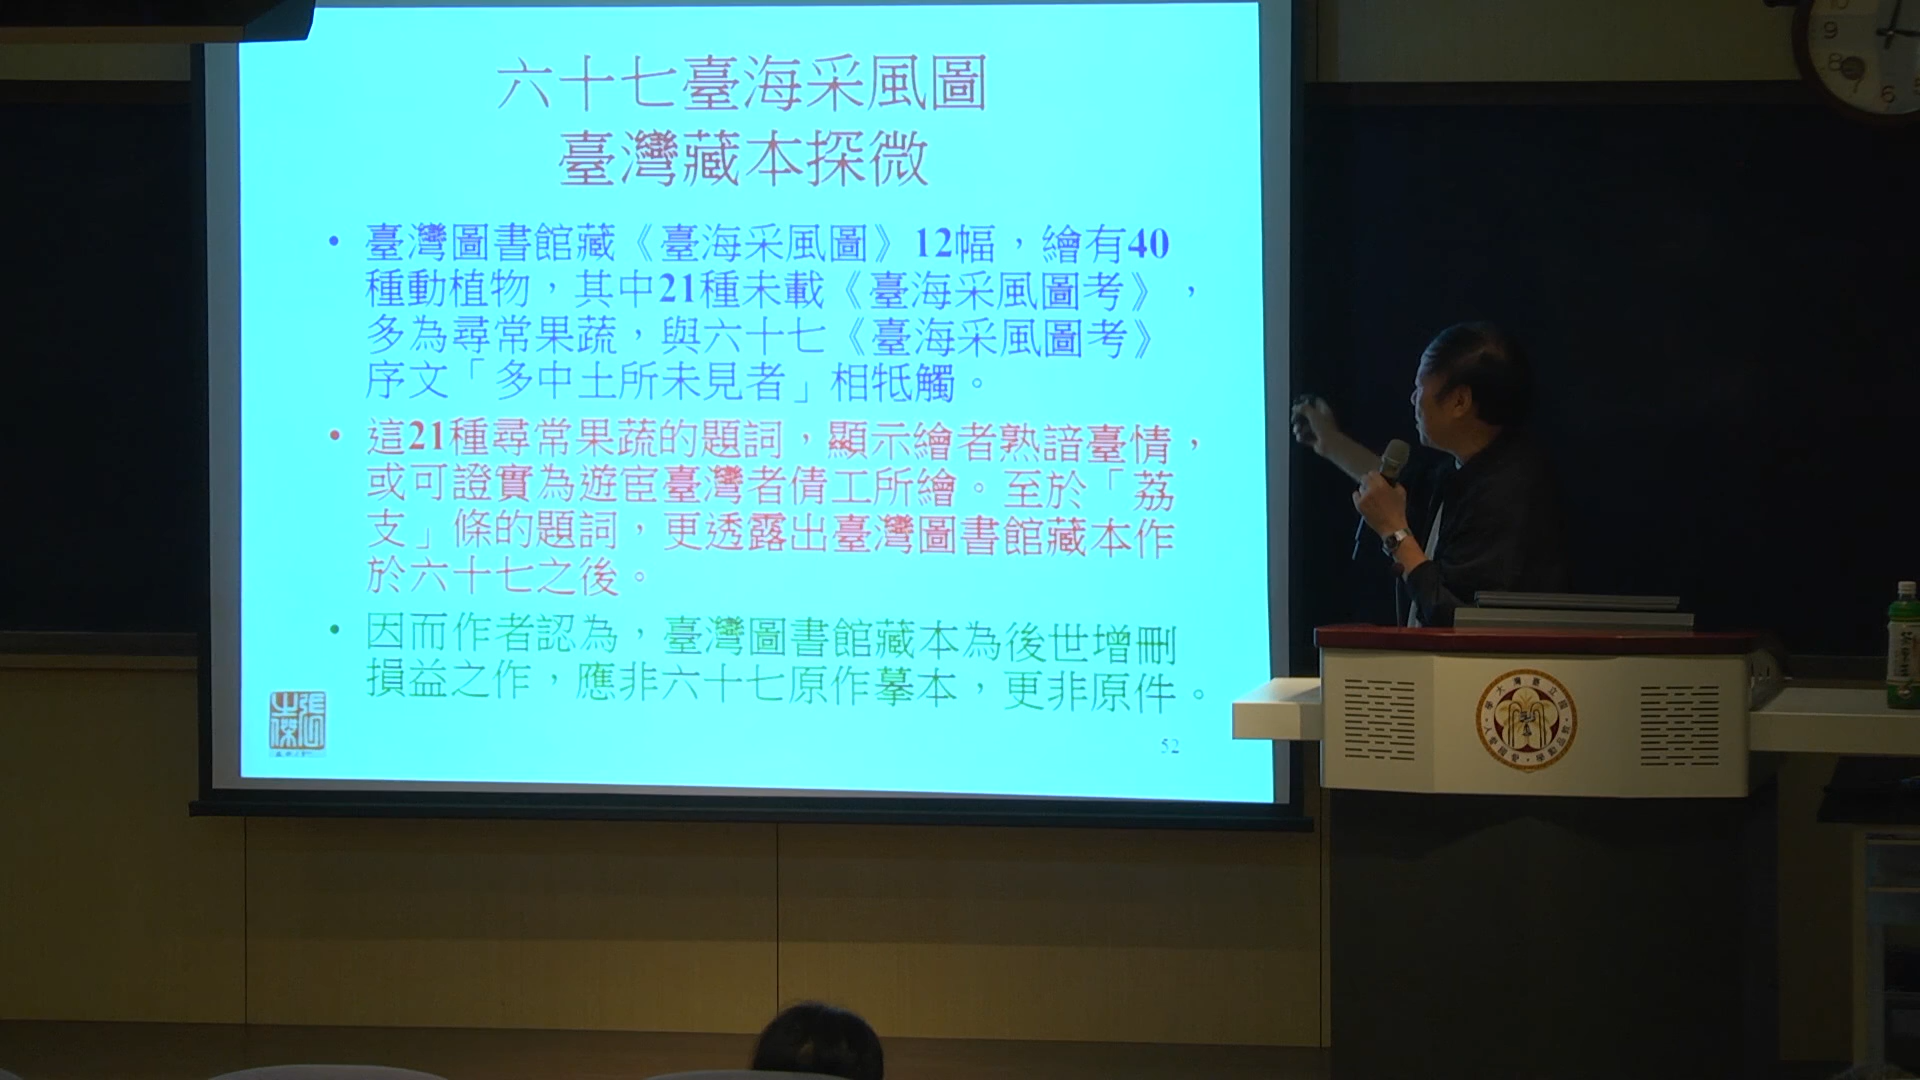 六十七臺海采風圖
臺灣藏本探微
• 臺灣圖書館藏《臺海采風圖》12幅，繪有40
種動植物，其中21種未載《臺海采風圖考》，
多為尋常果蔬，與六十七《臺海采風圖考》
序文「多中土所未見者」相牴觸。
• 這21種尋常果蔬的題詞，顯示繪者熟諳臺情，
或可證實為遊宦臺灣者倩工所繪。至於「荔
支」條的題詞，更透露出臺灣圖書館藏本作
於六十七之後。
• 因而作者認為，臺灣圖書館藏本為後世增刪
損益之作，應非六十七原作摹本，更非原件。
52
張
之傑
10
9
8
7
6
5